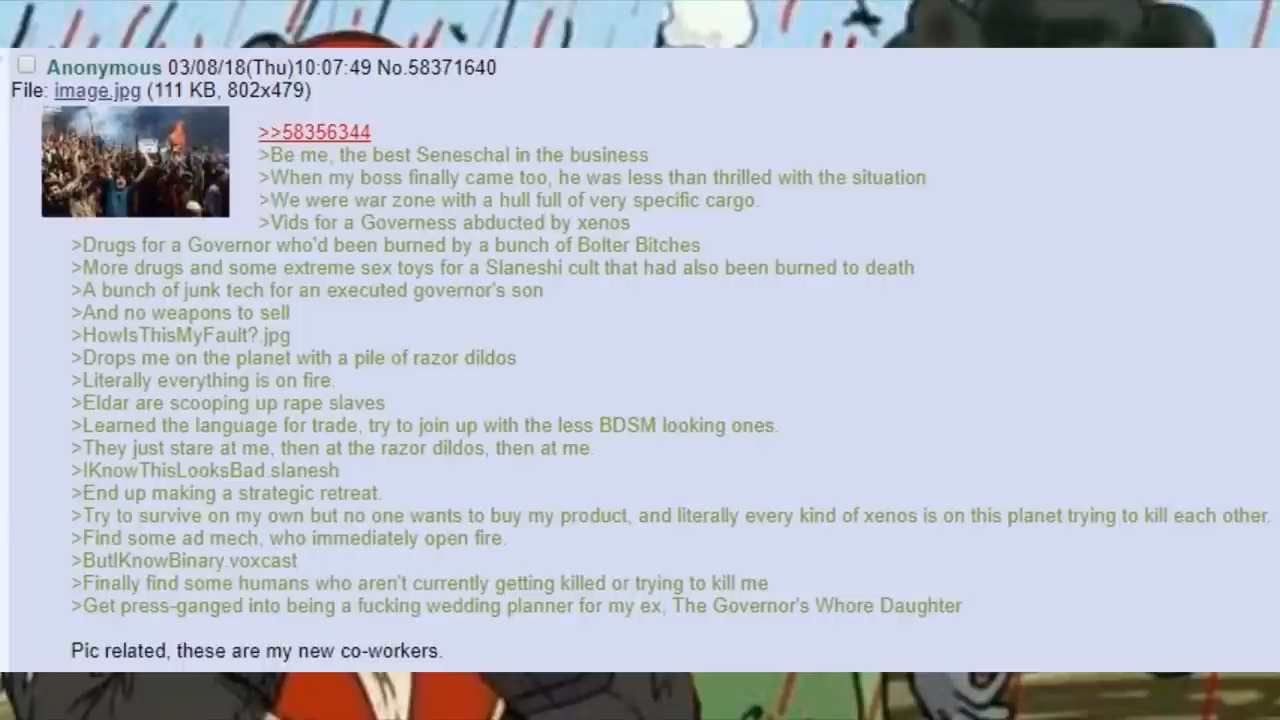 Anonymous 03/08/18(Thu)10:07:49 No.58371640
File: image.jpg (111 KB, 802x479)
>>58356344
>Be me, the best Seneschal in the business
>When my boss finally came too, he was less than thrilled with the situation
>We were war zone with a hull full of very specific cargo.
>Vids for a Governess abducted by xenos
>Drugs for a Governor who'd been burned by a bunch of Bolter Bitches
>More drugs and some extreme sex toys for a Slaneshi cult that had also been burned to death
>A bunch of junk tech for an executed governor's son
>And no weapons to sell
>HowIsThisMyFault?.jpg
>Drops me on the planet with a pile of razor dildos
>Literally everything is on fire.
>Eldar are scooping up rape slaves
>Learned the language for trade, try to join up with the less BDSM looking ones.
>They just stare at me, then at the razor dildos, then at me.
>IKnowThisLooksBad.slanesh
>End up making a strategic retreat.
>Try to survive on my own but no one wants to buy my product, and literally every kind of xenos is on this planet trying to kill each other.
>Find some ad mech, who immediately open fire.
>ButIKnowBinary.voxcast
>Finally find some humans who aren't currently getting killed or trying to kill me
>Get press-ganged into being a fucking wedding planner for my ex, The Governor's Whore Daughter
Pic related, these are my new co-workers.